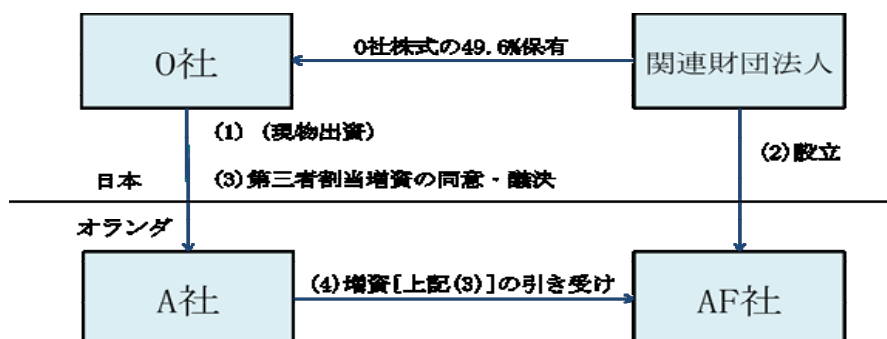 O社株式の49.6%保有
O社
関連財団法人
(1) (現物出資)
(2)設立
日本
(3)第三者割当増資の同意・議決
オランダ
(4)増資[上記(3)]の引き受け
A社
AF社